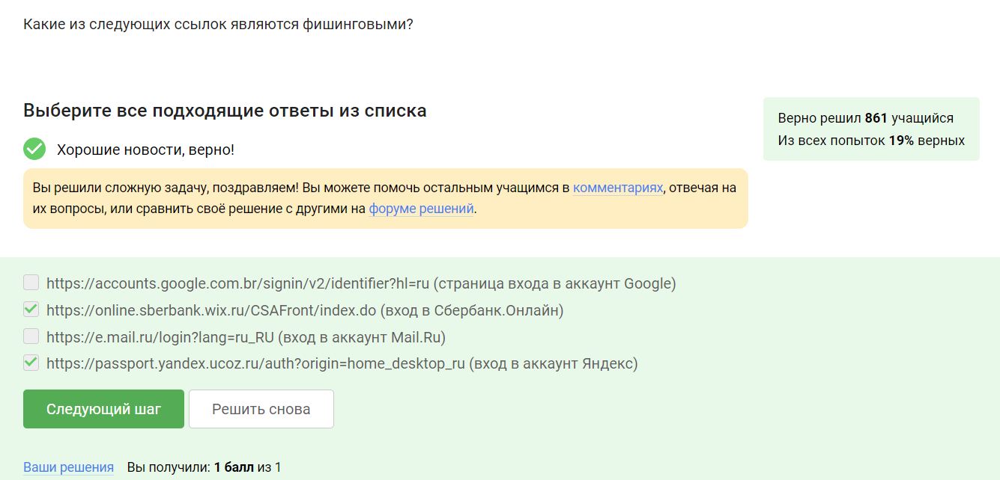 Какие из следующих ссылок являются фишинговыми?
Выберите все подходящие ответы из списка
Верно решил 861 учащийся
Из всех попыток 19% верных
Хорошие новости, верно!
Вы решили сложную задачу, поздравляем! Вы можете помочь остальным учащимся в комментариях, отвечая на
их вопросы, или сравнить своё решение с другими на форуме решений.
https://accounts.google.com.br/signin/v2/identifier?hl=ru (страница входа в аккаунт Google)
https://online.sberbank.wix.ru/CSAFront/index.do (вход в Сбербанк.Онлайн)
https://e.mail.ru/login?lang=ru_RU (вход в аккаунт Mail.Ru)
https://passport.yandex.ucoz.ru/auth?origin=home_desktop_ru (вход в аккаунт Яндекс)
Следующий шаг
Решить снова
Ваши решения Вы получили: 1 балл из 1